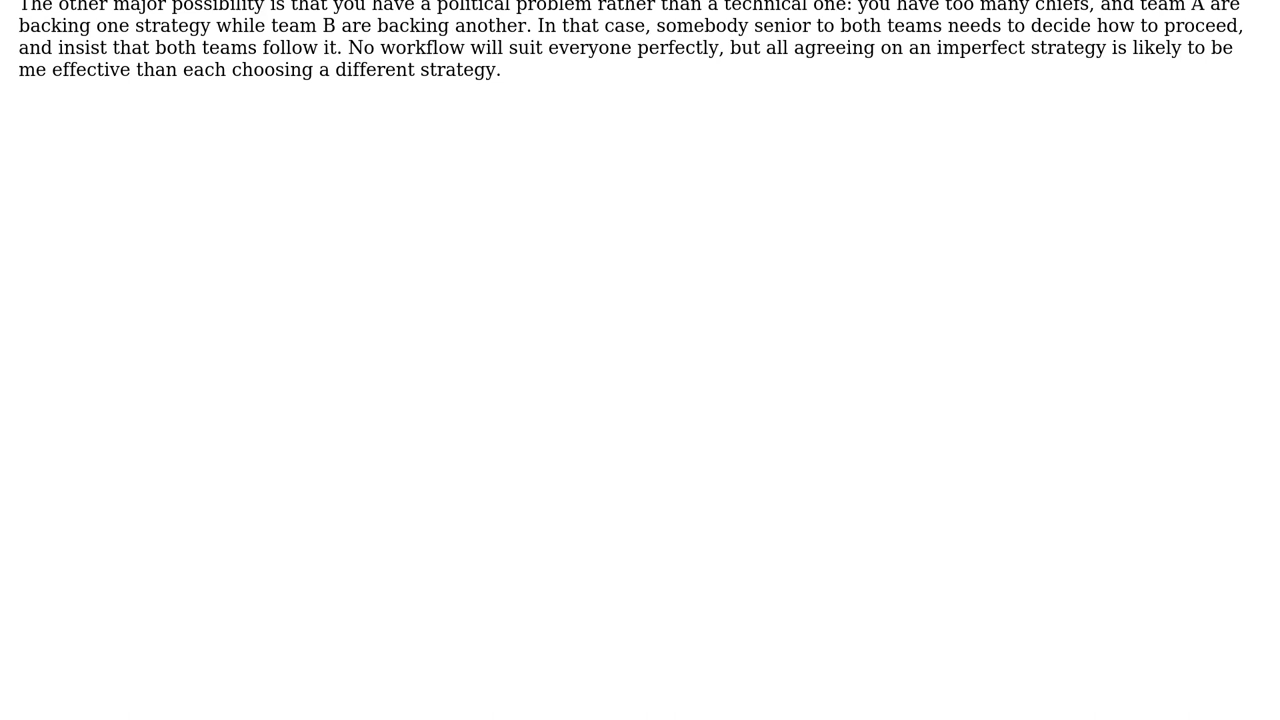 The other major possibility is that you have a political problem rather than a technical one: you have too many chiefs, and team A are
backing one strategy while team B are backing another. In that case, somebody senior to both teams needs to decide how to proceed,
and insist that both teams follow it. No workflow will suit everyone perfectly, but all agreeing on an imperfect strategy is likely to be
me effective than each choosing a different strategy.